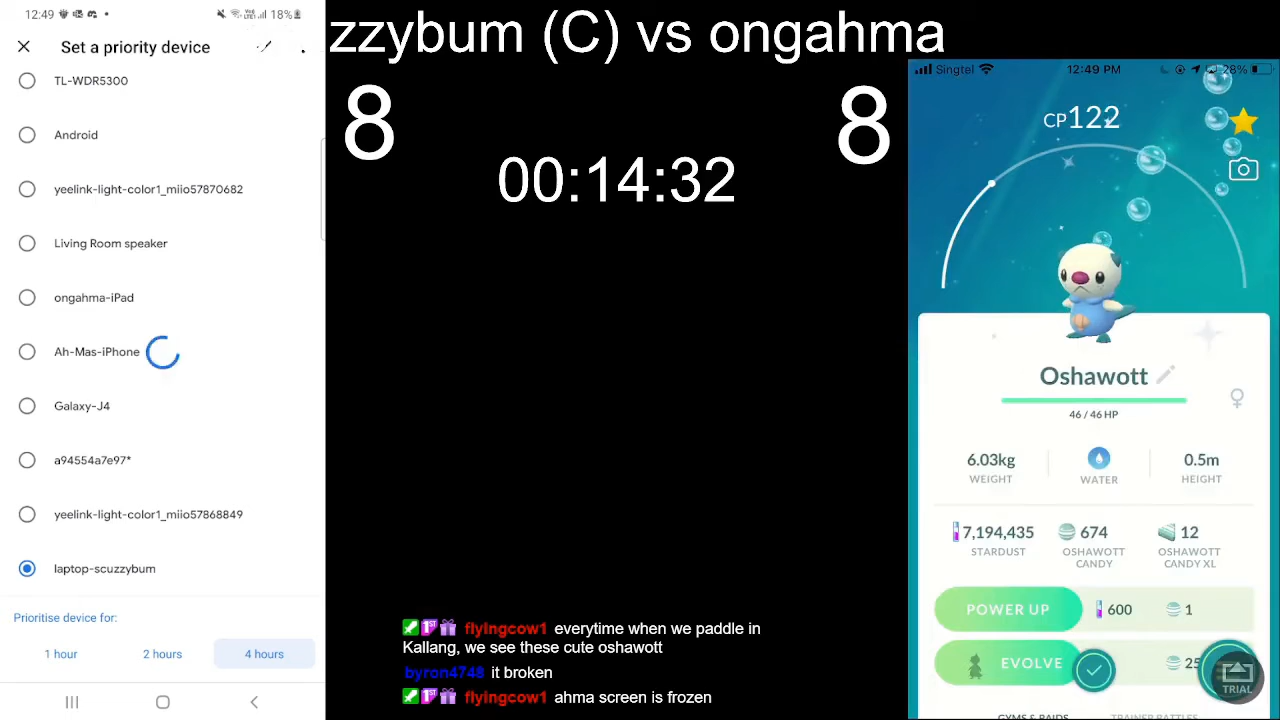 12:49
18%
Set a priority device
TL-WDR5300
Android
yeelink-light-color1_miio57870682
Living Room speaker
ongahma-iPad
Ah-Mas-iPhone
Galaxy-J4
a94554a7e97*
yeelink-light-color1_miio57868849
laptop-scuzzybum
Prioritise device for:
1 hour 2 hours 4 hours
zzybum (C) vs ongahma
8 8
00:14:32
flyIngcow1 everytime when we paddle in
Kallang, we see these cute oshawott
byron4748 it broken
flyIngcow1 ahma screen is frozen
Singtel 12:49 PM 28%
CP122
Oshawott
46 / 46 HP
6.03kg 0.5m
WEIGHT WATER HEIGHT
7,194,435 674 12
STARDUST OSHAWOTT CANDY OSHAWOTT CANDY XL
POWER UP 600 1
EVOLVE 25
TRIAL
GYMS & RAIDS TRAINER BATTLES